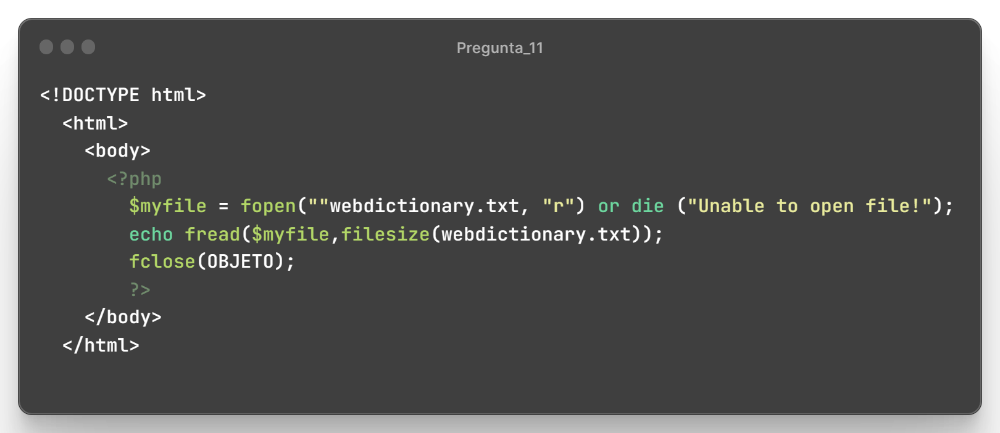 Pregunta_11
<!DOCTYPE html>
<html>
<body>
<?php
$myfile = fopen(""webdictionary.txt, "r") or die ("Unable to open file!");
echo fread($myfile,filesize(webdictionary.txt));
fclose(OBJETO);
?>
</body>
</html>